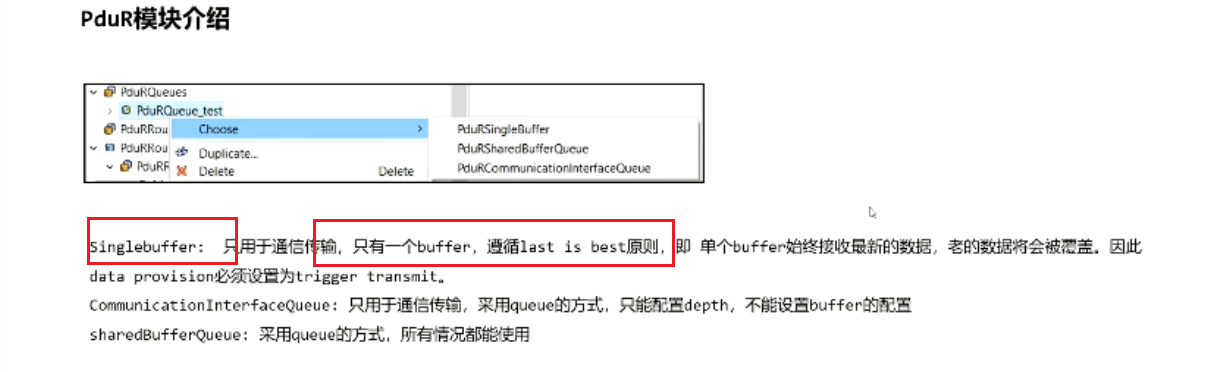 PduR模块介绍
PduRQueues
PduRQueue_test
PduRRou
Choose
PduRSingleBuffer
PduRRou
Duplicate...
PduRSharedBufferQueue
PduRF
Delete
Delete
PduRCommunicationInterfaceQueue
Singlebuffer: 只用于通信传输，只有一个buffer，遵循last is best原则，即 单个buffer始终接收最新的数据，老的数据将会被覆盖。因此
data provision必须设置为trigger transmit。
CommunicationInterfaceQueue: 只用于通信传输，采用queue的方式，只能配置depth，不能设置buffer的配置
sharedBufferQueue: 采用queue的方式，所有情况都能使用